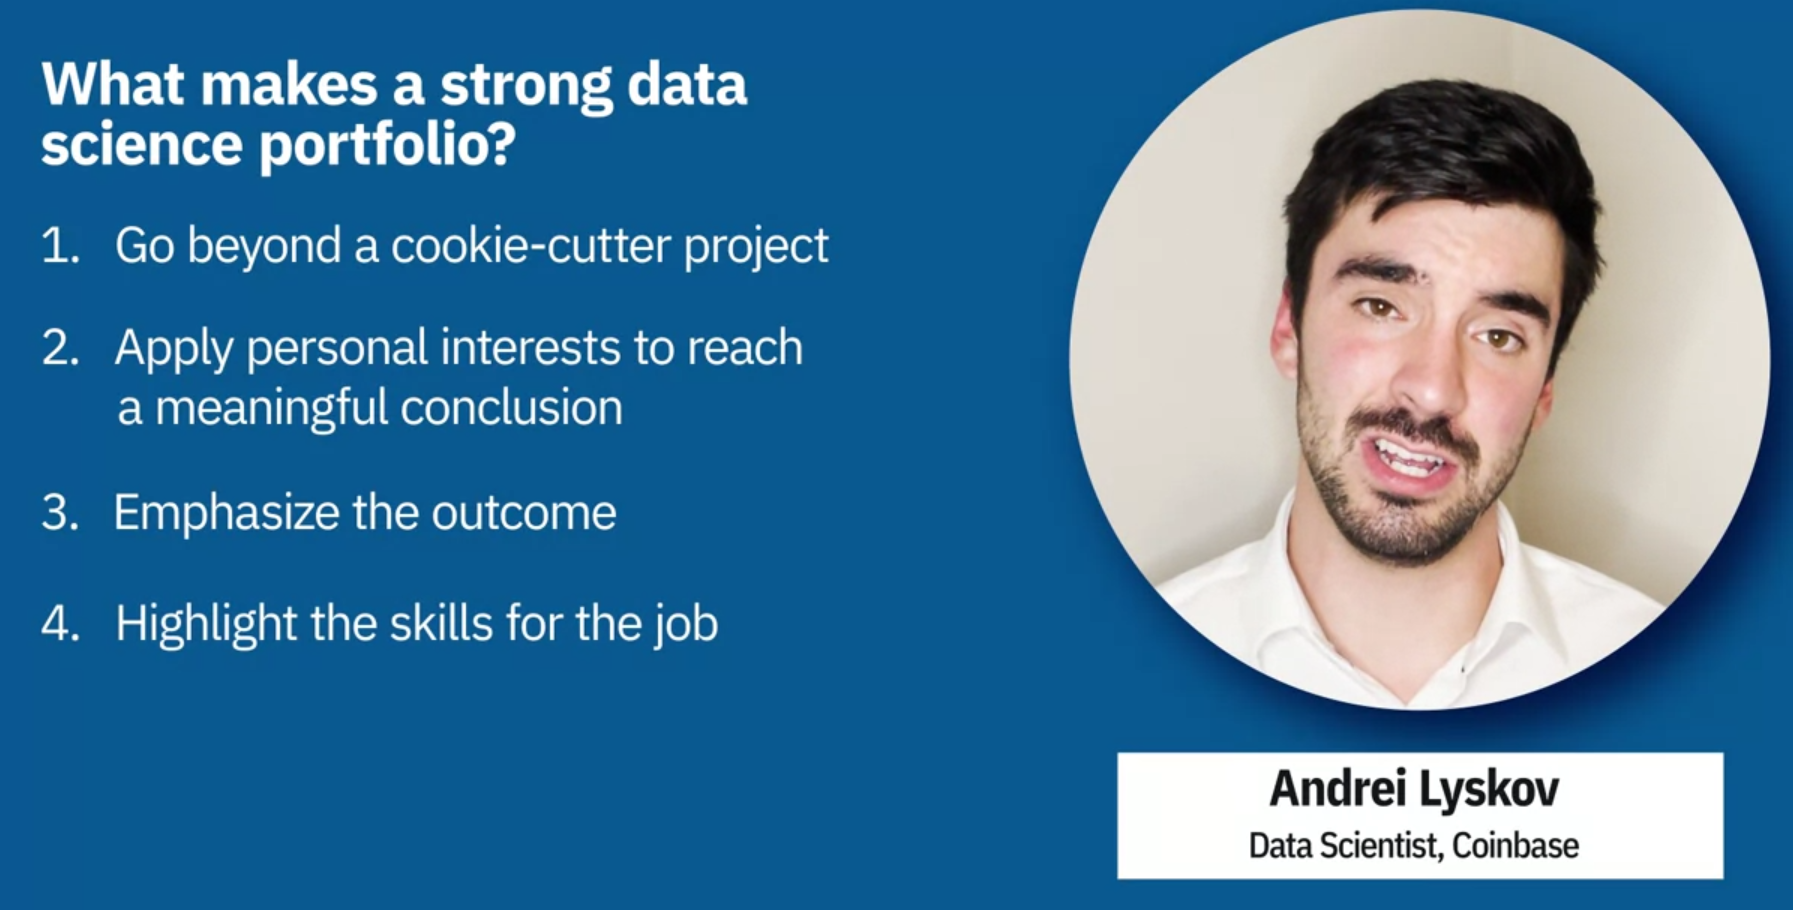 What makes a strong data
science portfolio?
1. Go beyond a cookie-cutter project
2. Apply personal interests to reach
a meaningful conclusion
3. Emphasize the outcome
4. Highlight the skills for the job
Andrei Lyskov
Data Scientist, Coinbase